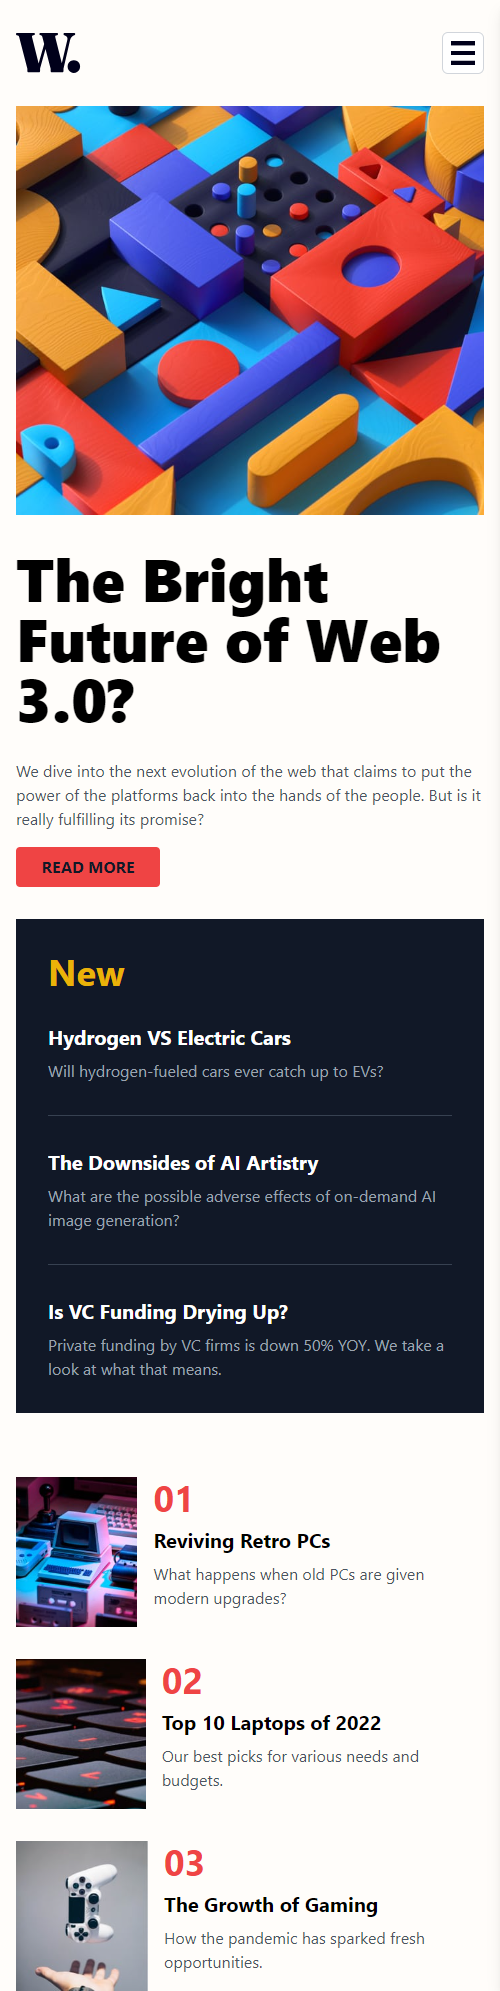 W.
The Bright
Future of Web
3.0?
We dive into the next evolution of the web that claims to put the
power of the platforms back into the hands of the people. But is it
really fulfilling its promise?
READ MORE
New
Hydrogen VS Electric Cars
Will hydrogen-fueled cars ever catch up to EVs?
The Downsides of AI Artistry
What are the possible adverse effects of on-demand AI
image generation?
Is VC Funding Drying Up?
Private funding by VC firms is down 50% YOY. We take a
look at what that means.
01
Reviving Retro PCs
What happens when old PCs are given
modern upgrades?
02
Top 10 Laptops of 2022
Our best picks for various needs and
budgets.
03
The Growth of Gaming
How the pandemic has sparked fresh
opportunities.